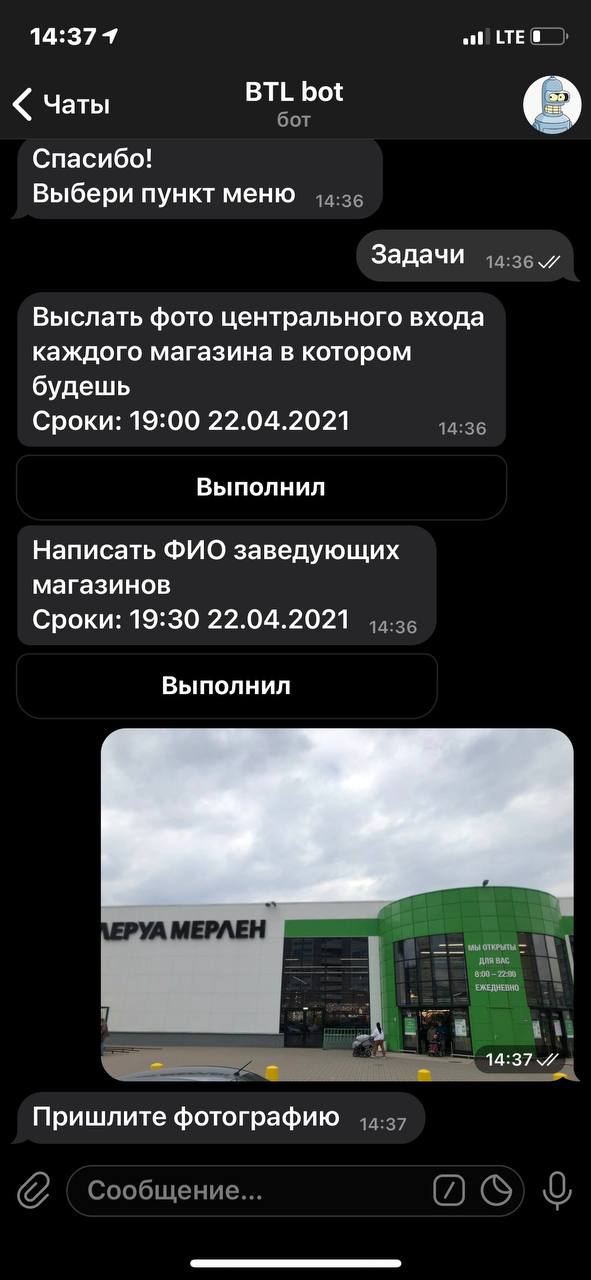 14:37
LTE
Чаты
BTL bot
бот
Спасибо!
Выбери пункт меню 14:36
Задачи 14:36
Выслать фото центрального входа
каждого магазина в котором
будешь
Сроки: 19:00 22.04.2021 14:36
Выполнил
Написать ФИО заведующих
магазинов
Сроки: 19:30 22.04.2021 14:36
Выполнил
ЛЕРУА МЕРЛЕН
МЫ ОТКРЫТЫ
ДЛЯ ВАС
8:00 – 22:00
ЕЖЕДНЕВНО
14:37
Пришлите фотографию 14:37
Сообщение...